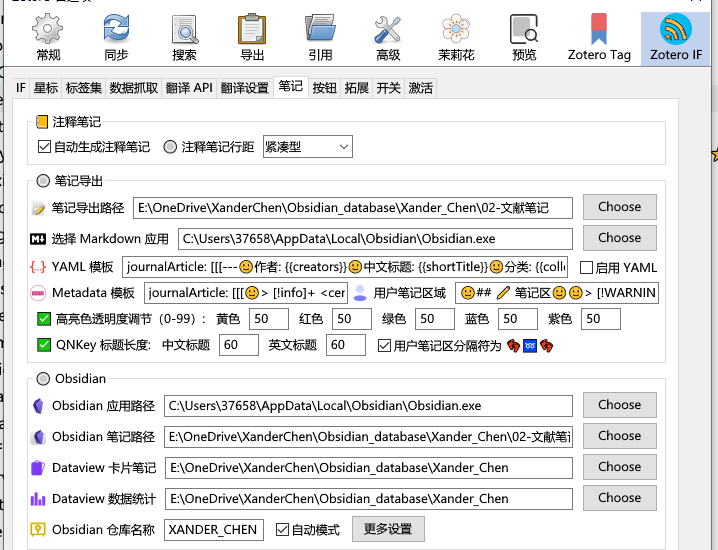 常规 同步 搜索 导出 引用 高级 茉莉花 预览 Zotero Tag Zotero IF
IF 星标 标签集 数据抓取 翻译 API 翻译设置 笔记 按钮 拓展 开关 激活
注释笔记
自动生成注释笔记 注释笔记行距 紧凑型
笔记导出
笔记导出路径 E:\OneDrive\XanderChen\Obsidian_database\Xander_Chen\02-文献笔记 Choose
选择 Markdown 应用 C:\Users\37658\AppData\Local\Obsidian\Obsidian.exe Choose
YAML 模板 journalArticle: [[[---🙂作者: {{creators}}🙂中文标题: {{shortTitle}}🙂分类: {{coll 启用 YAML
Metadata 模板 journalArticle: [[[🙂> [!info]+ <cer 用户笔记区域 🙂## 🖊 笔记区🙂🙂> [!WARNIN
高亮色透明度调节（0-99）: 黄色 50 红色 50 绿色 50 蓝色 50 紫色 50
QNKey 标题长度: 中文标题 60 英文标题 60 用户笔记区分隔符为 👣📼👣
Obsidian
Obsidian 应用路径 C:\Users\37658\AppData\Local\Obsidian\Obsidian.exe Choose
Obsidian 笔记路径 E:\OneDrive\XanderChen\Obsidian_database\Xander_Chen\02-文献笔 Choose
Dataview 卡片笔记 E:\OneDrive\XanderChen\Obsidian_database\Xander_Chen Choose
Dataview 数据统计 E:\OneDrive\XanderChen\Obsidian_database\Xander_Chen Choose
Obsidian 仓库名称 XANDER_CHEN 自动模式 更多设置